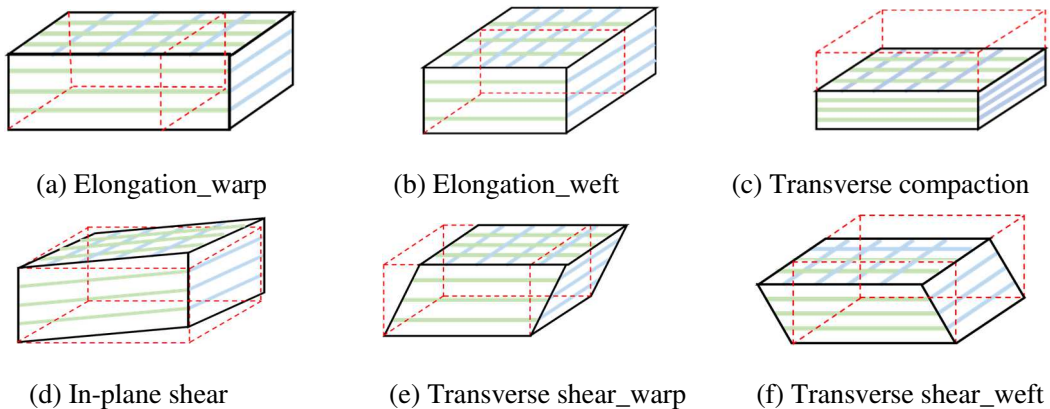 (a) Elongation_warp
(b) Elongation_weft
(c) Transverse compaction
(d) In-plane shear
(e) Transverse shear_warp
(f) Transverse shear_weft